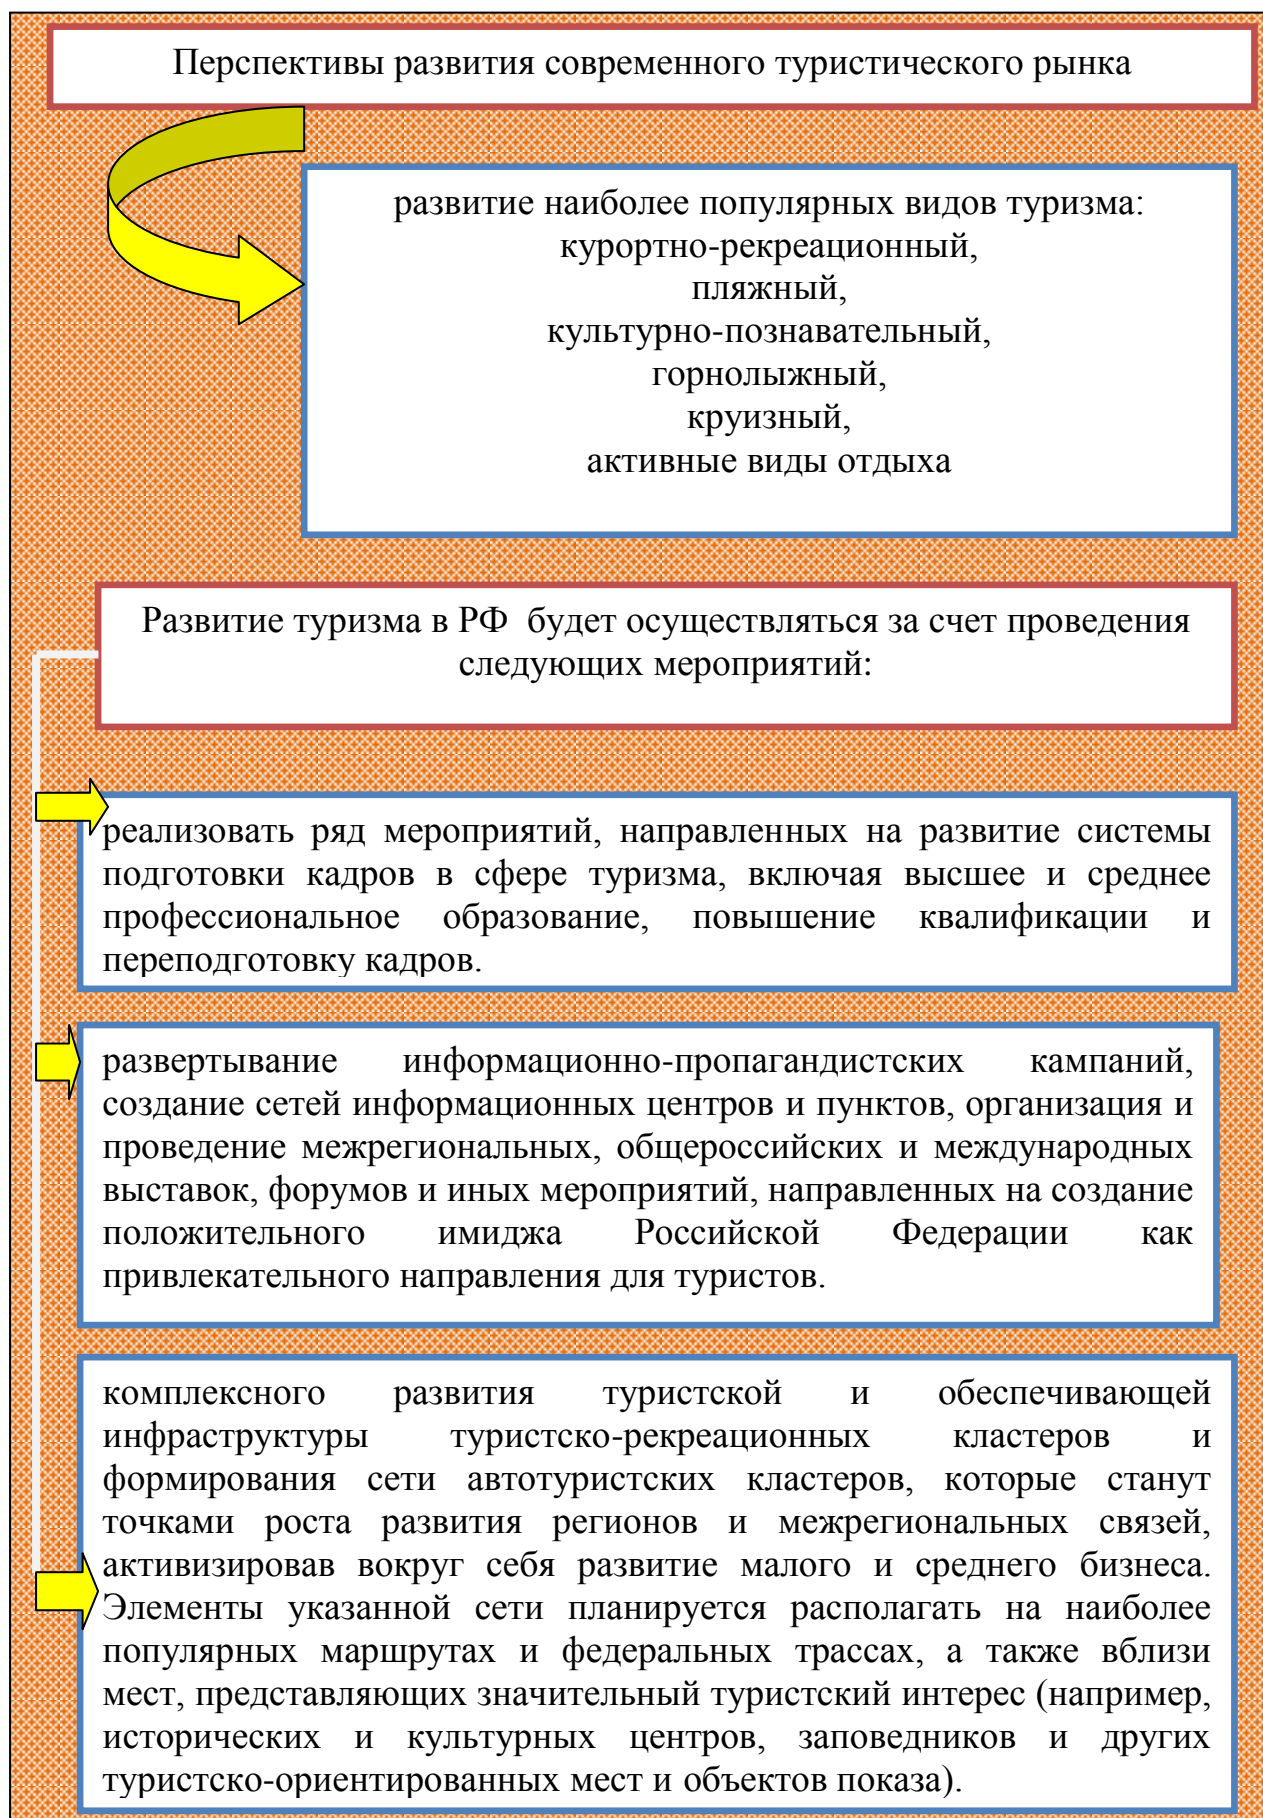 Перспективы развития современного туристического рынка
развитие наиболее популярных видов туризма:
курортно-рекреационный,
пляжный,
культурно-познавательный,
горнолыжный,
круизный,
активные виды отдыха
Развитие туризма в РФ будет осуществляться за счет проведения
следующих мероприятий:
реализовать ряд мероприятий, направленных на развитие системы
подготовки кадров в сфере туризма, включая высшее и среднее
профессиональное образование, повышение квалификации и
переподготовку кадров.
развертывание информационно-пропагандистских кампаний,
создание сетей информационных центров и пунктов, организация и
проведение межрегиональных, общероссийских и международных
выставок, форумов и иных мероприятий, направленных на создание
положительного имиджа Российской Федерации как
привлекательного направления для туристов.
комплексного развития туристской и обеспечивающей
инфраструктуры туристско-рекреационных кластеров и
формирования сети автотуристских кластеров, которые станут
точками роста развития регионов и межрегиональных связей,
активизировав вокруг себя развитие малого и среднего бизнеса.
Элементы указанной сети планируется располагать на наиболее
популярных маршрутах и федеральных трассах, а также вблизи
мест, представляющих значительный туристский интерес (например,
исторических и культурных центров, заповедников и других
туристско-ориентированных мест и объектов показа).